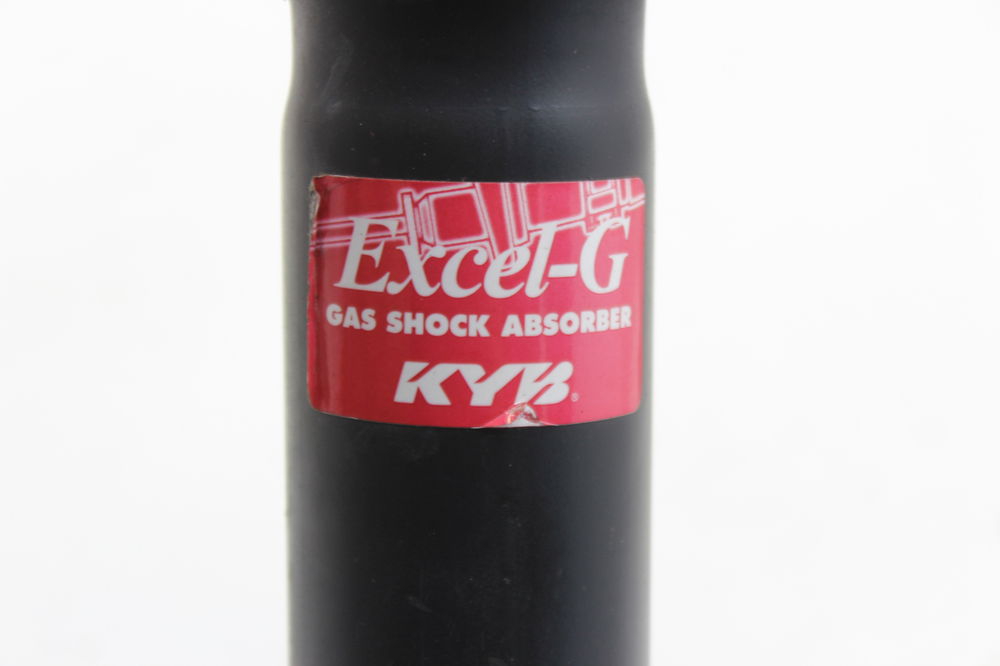 Excel-G
GAS SHOCK ABSORBER
KYB®